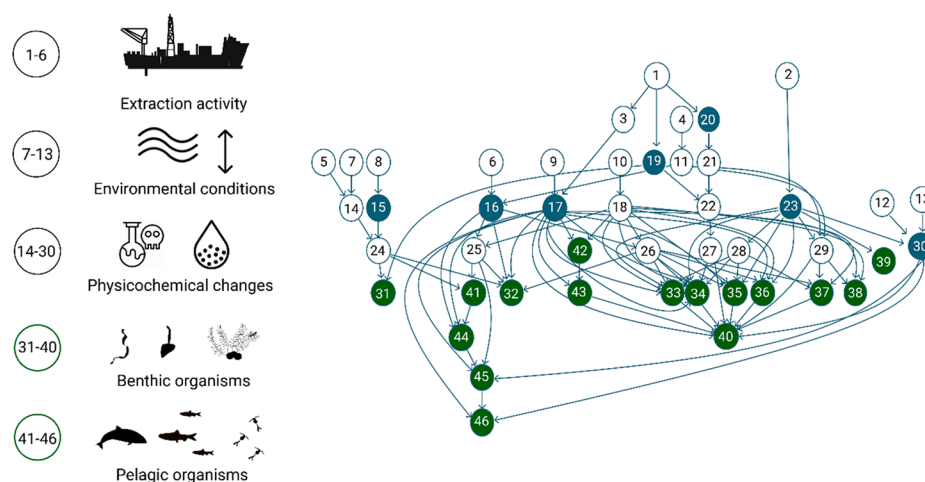 1-6
Extraction activity
7-13
Environmental conditions
14-30
Physicochemical changes
31-40
Benthic organisms
41-46
Pelagic organisms
1 2
3 4 20
5 7 8 6 9 10 19 11 21
14 15 16 17 18 22 23 12 13
24 25 42 26 27 28 29 39 30
31 41 32 43 33 34 35 36 37 38
44 40
45
46